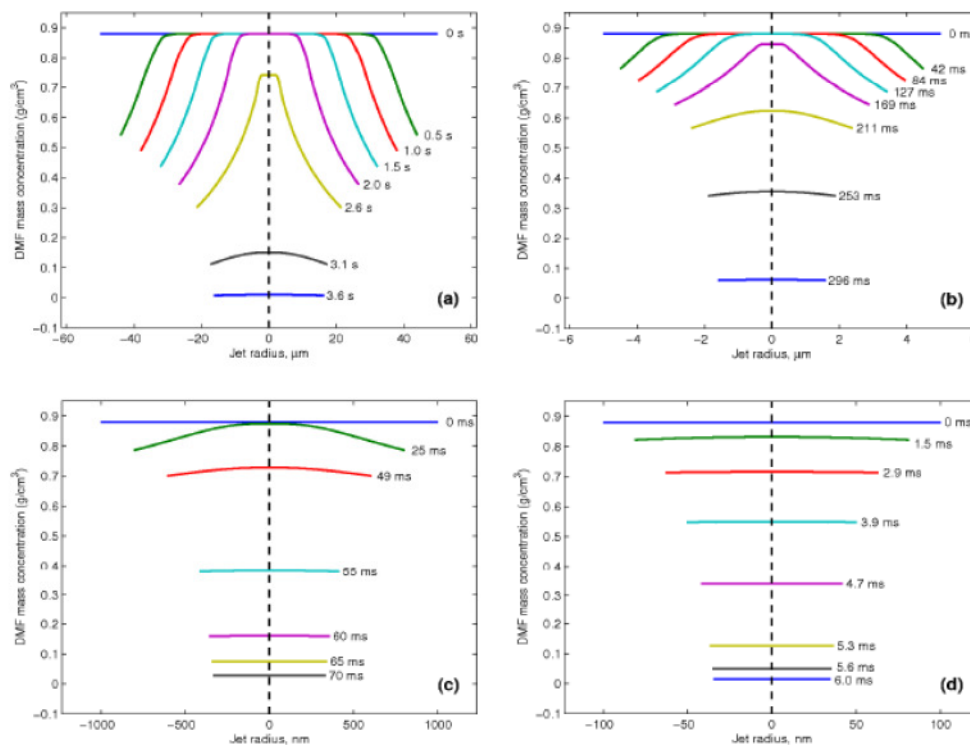 DMF mass concentration (g/cm³)
0.9
0.8
0.7
0.6
0.5
0.4
0.3
0.2
0.1
0
−0.1
0 s
0.5 s
1.0 s
1.5 s
2.0 s
2.6 s
3.1 s
3.6 s
(a)
−60 −40 −20 0 20 40 60
Jet radius, μm
DMF mass concentration (g/cm³)
0.9
0.8
0.7
0.6
0.5
0.4
0.3
0.2
0.1
0
−0.1
0 ms
42 ms
84 ms
127 ms
169 ms
211 ms
253 ms
296 ms
(b)
−6 −4 −2 0 2 4 6
Jet radius, μm
DMF mass concentration (g/cm³)
0.9
0.8
0.7
0.6
0.5
0.4
0.3
0.2
0.1
0
−0.1
0 ms
25 ms
49 ms
55 ms
60 ms
65 ms
70 ms
(c)
−1000 −500 0 500 1000
Jet radius, nm
DMF mass concentration (g/cm³)
0.9
0.8
0.7
0.6
0.5
0.4
0.3
0.2
0.1
0
−0.1
0 ms
1.5 ms
2.9 ms
3.9 ms
4.7 ms
5.3 ms
5.6 ms
6.0 ms
(d)
−100 −50 0 50 100
Jet radius, nm